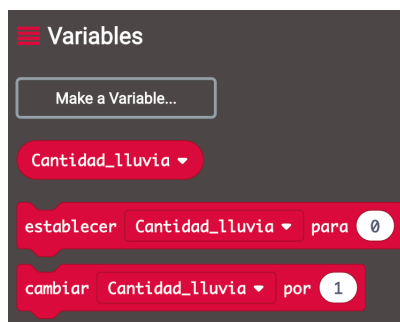 Variables
Make a Variable...
Cantidad_lluvia
establecer Cantidad_lluvia para 0
cambiar Cantidad_lluvia por 1